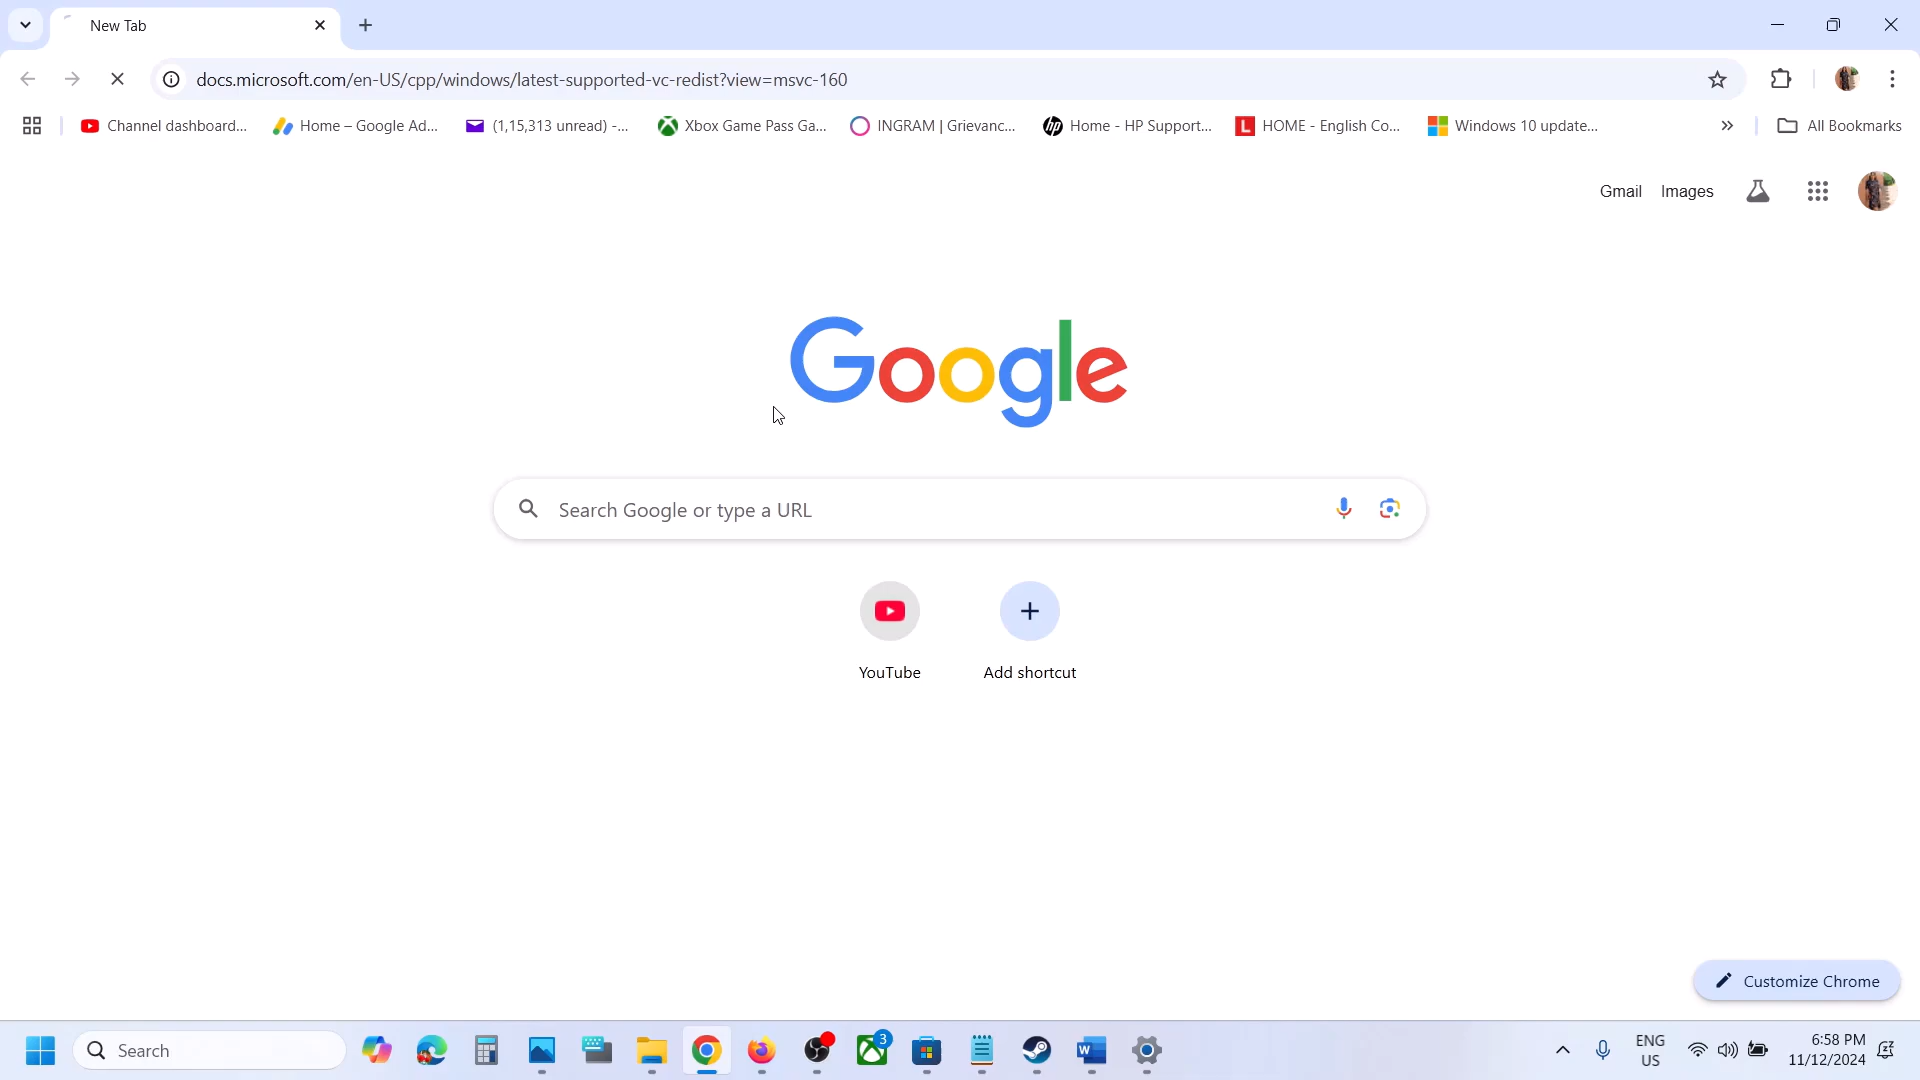 New Tab
docs.microsoft.com/en-US/cpp/windows/latest-supported-vc-redist?view=msvc-160
Channel dashboard... Home – Google Ad... (1,15,313 unread) -... Xbox Game Pass Ga... INGRAM | Grievanc... hp Home - HP Support... L HOME - English Co... Windows 10 update... » All Bookmarks
Gmail Images
Google
Search Google or type a URL
YouTube Add shortcut
Customize Chrome
Search 3 W ENG 6:58 PM
US 11/12/2024